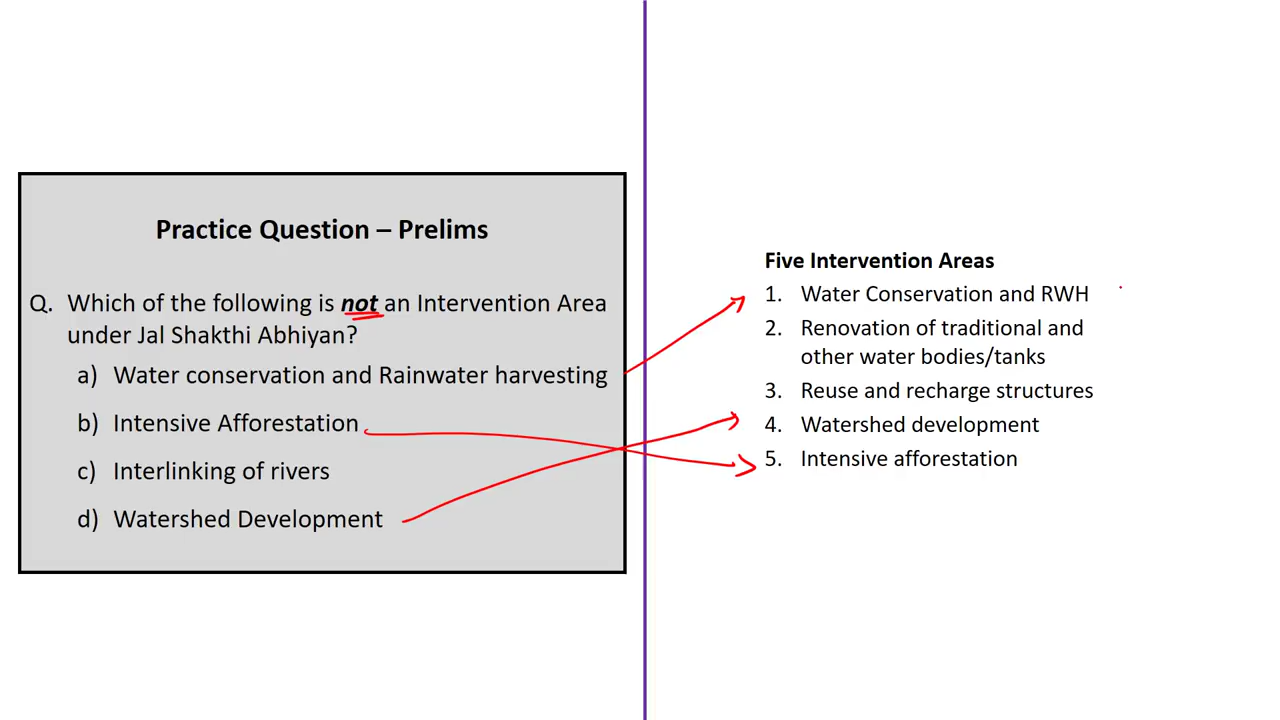 Practice Question – Prelims
Q. Which of the following is not an Intervention Area
under Jal Shakthi Abhiyan?
a) Water conservation and Rainwater harvesting
b) Intensive Afforestation
c) Interlinking of rivers
d) Watershed Development
Five Intervention Areas
1. Water Conservation and RWH
2. Renovation of traditional and
other water bodies/tanks
3. Reuse and recharge structures
4. Watershed development
5. Intensive afforestation